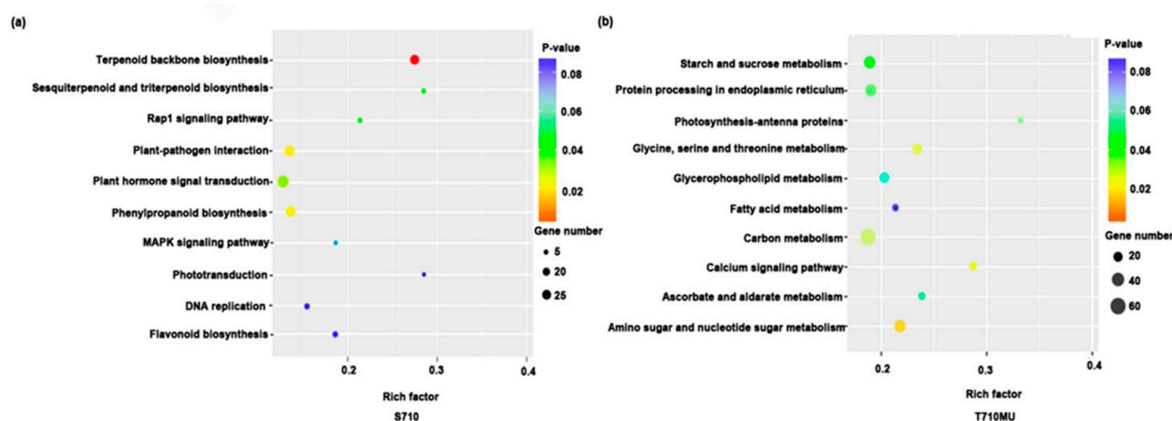 (a)
Terpenoid backbone biosynthesis
Sesquiterpenoid and triterpenoid biosynthesis
Rap1 signaling pathway
Plant-pathogen interaction
Plant hormone signal transduction
Phenylpropanoid biosynthesis
MAPK signaling pathway
Phototransduction
DNA replication
Flavonoid biosynthesis
0.2
0.3
0.4
Rich factor
S710
P-value
0.08
0.06
0.04
0.02
Gene number
5
20
25
(b)
Starch and sucrose metabolism
Protein processing in endoplasmic reticulum
Photosynthesis-antenna proteins
Glycine, serine and threonine metabolism
Glycerophospholipid metabolism
Fatty acid metabolism
Carbon metabolism
Calcium signaling pathway
Ascorbate and aldarate metabolism
Amino sugar and nucleotide sugar metabolism
0.2
0.3
0.4
Rich factor
T710MU
P-value
0.08
0.06
0.04
0.02
Gene number
20
40
60